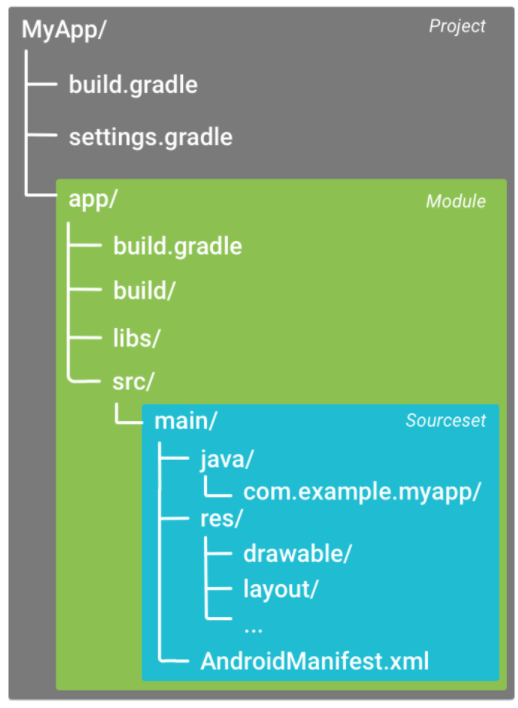 MyApp/ Project
build.gradle
settings.gradle
app/ Module
build.gradle
build/
libs/
src/
main/ Sourceset
java/
com.example.myapp/
res/
drawable/
layout/
...
AndroidManifest.xml